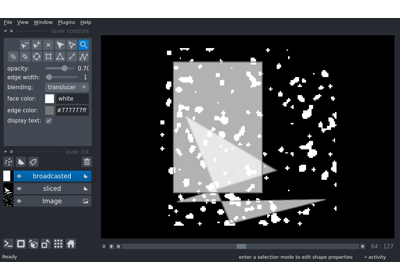 File View Window Plugins Help
layer controls
opacity: 0.70
edge width: 1
blending: translucer
face color: white
edge color: #777777ff
display text:
layer list
broadcasted
sliced
Image
64 127
Ready enter a selection mode to edit shape properties activity